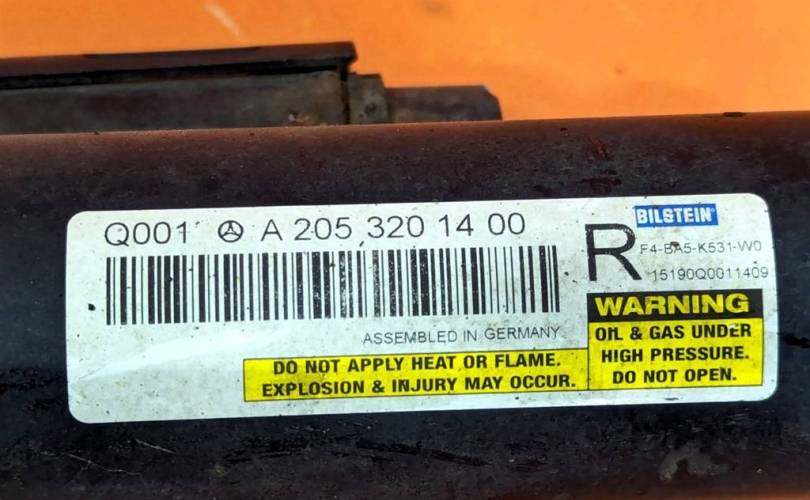 Q001 A 205 320 14 00
BILSTEIN
R
F4-BA5-K531-W0
15190Q0011409
ASSEMBLED IN GERMANY
WARNING
OIL & GAS UNDER
HIGH PRESSURE.
DO NOT OPEN.
DO NOT APPLY HEAT OR FLAME.
EXPLOSION & INJURY MAY OCCUR.